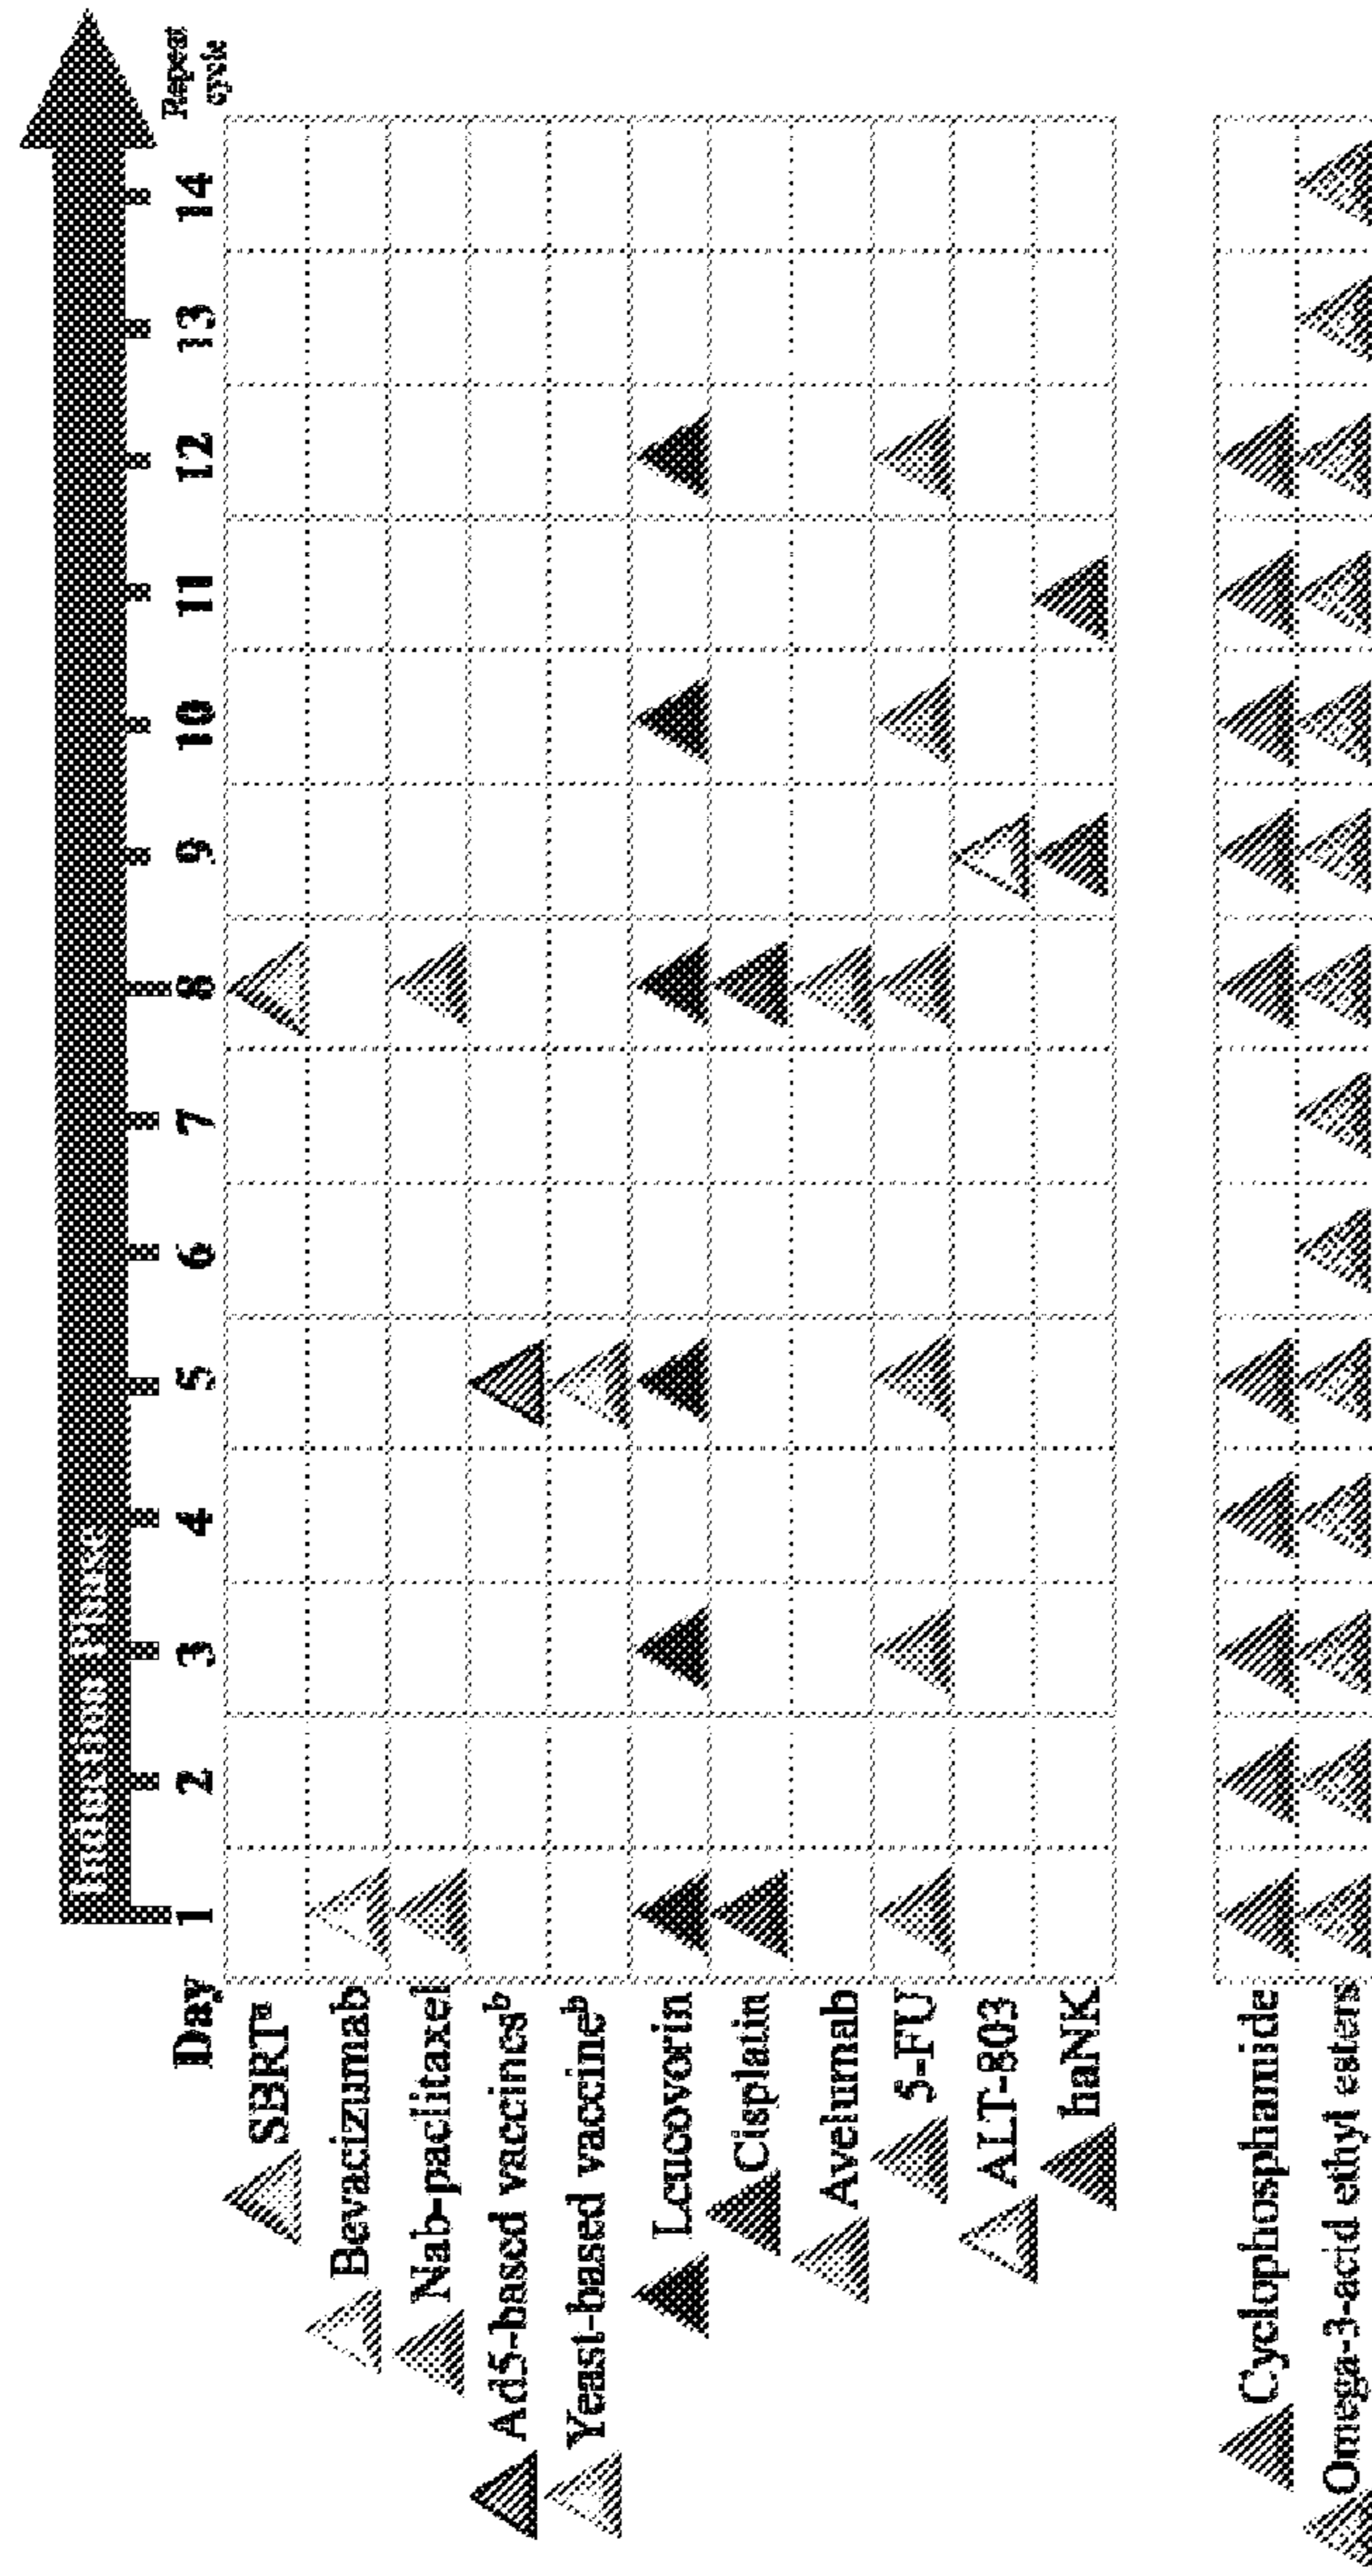 Induction Phase
Day 1 2 3 4 5 6 7 8 9 10 11 12 13 14 Repeat
cycle
SBRTᵃ
Bevacizumab
Nab-paclitaxel
Ad5-based vaccinesᵇ
Yeast-based vaccineᵇ
Leucovorin
Cisplatin
Avelumab
5-FU
ALT-803
haNK
Cyclophosphamide
Omega-3-acid ethyl esters